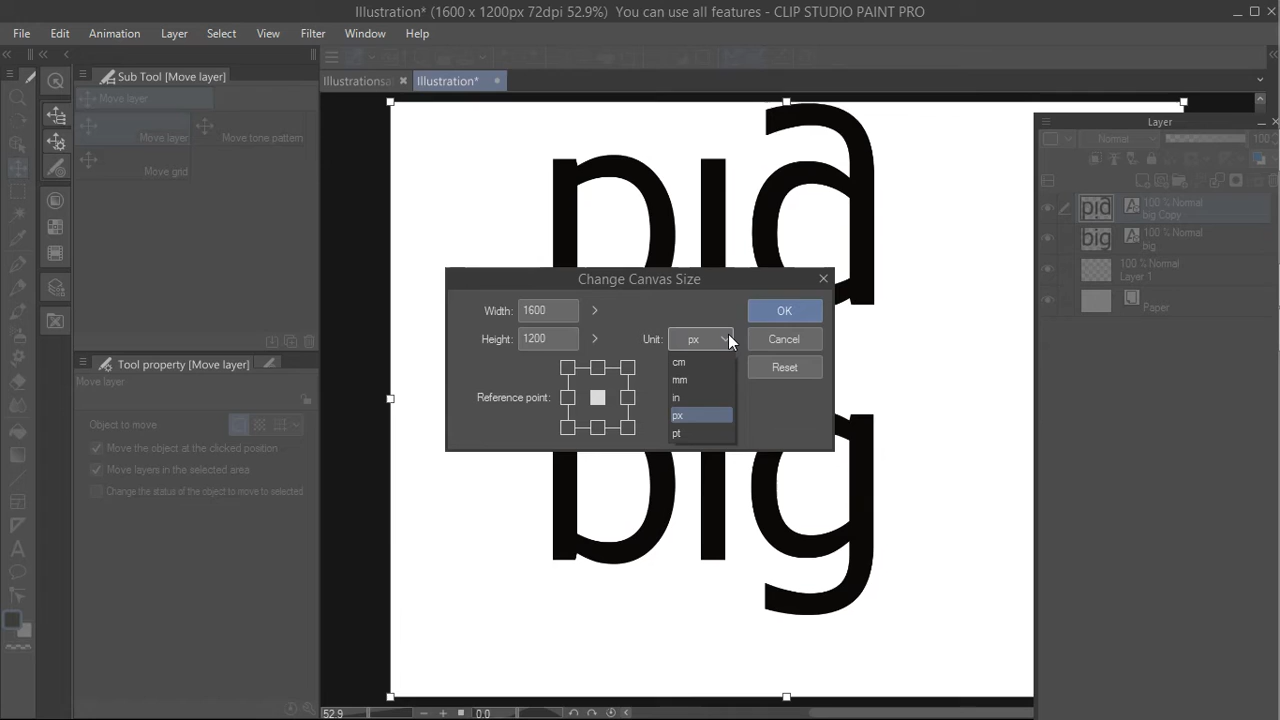 Illustration* (1600 x 1200px 72dpi 52.9%)  You can use all features - CLIP STUDIO PAINT PRO
File Edit Animation Layer Select View Filter Window Help
Sub Tool [Move layer]
Illustrationsa Illustration*
Move layer
Move layer Move tone pattern
Move grid
Layer
Normal 100
100 % Normal
big Copy
100 % Normal
big
100 % Normal
Layer 1
Paper
big
Change Canvas Size
Width: 1600 OK
Height: 1200 Unit: px Cancel
Reset
Reference point:
cm
mm
in
px
pt
big
Tool property [Move layer]
Move layer
Object to move
Move the object at the clicked position
Move layers in the selected area
Change the status of the object to move to selected
52.9 0.0